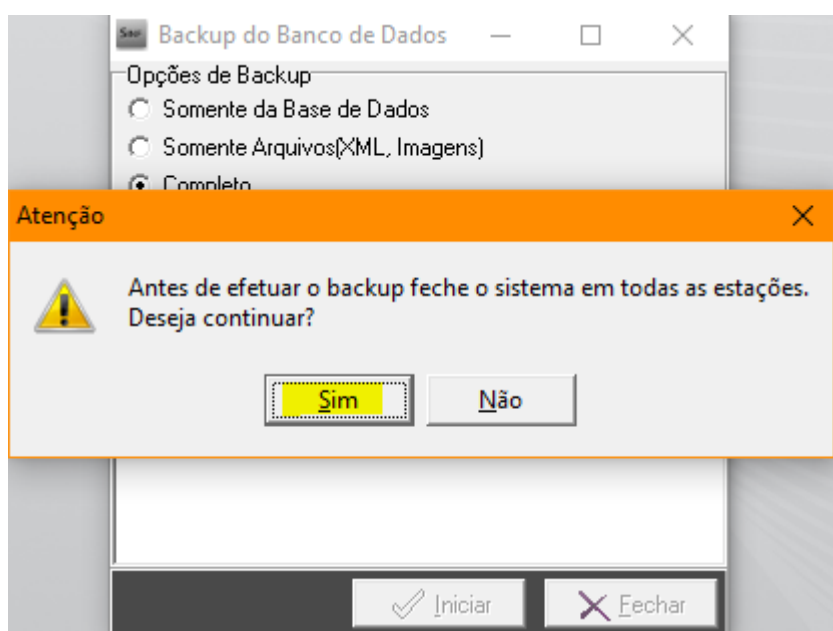 Backup do Banco de Dados
Opções de Backup
Somente da Base de Dados
Somente Arquivos(XML, Imagens)
Completo
Atenção
Antes de efetuar o backup feche o sistema em todas as estações.
Deseja continuar?
Sim Não
Iniciar Fechar